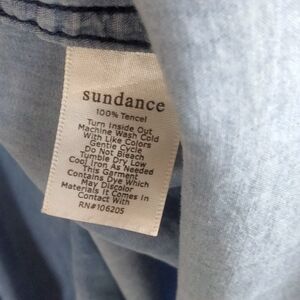 sundance
100% Tencel
Turn Inside Out
Machine Wash Cold
With Like Colors
Gentle Cycle
Do Not Bleach
Tumble Dry Low
Cool Iron As Needed
This Garment
Contains Dye Which
May Discolor
Materials It Comes In
Contact With
RN#106205